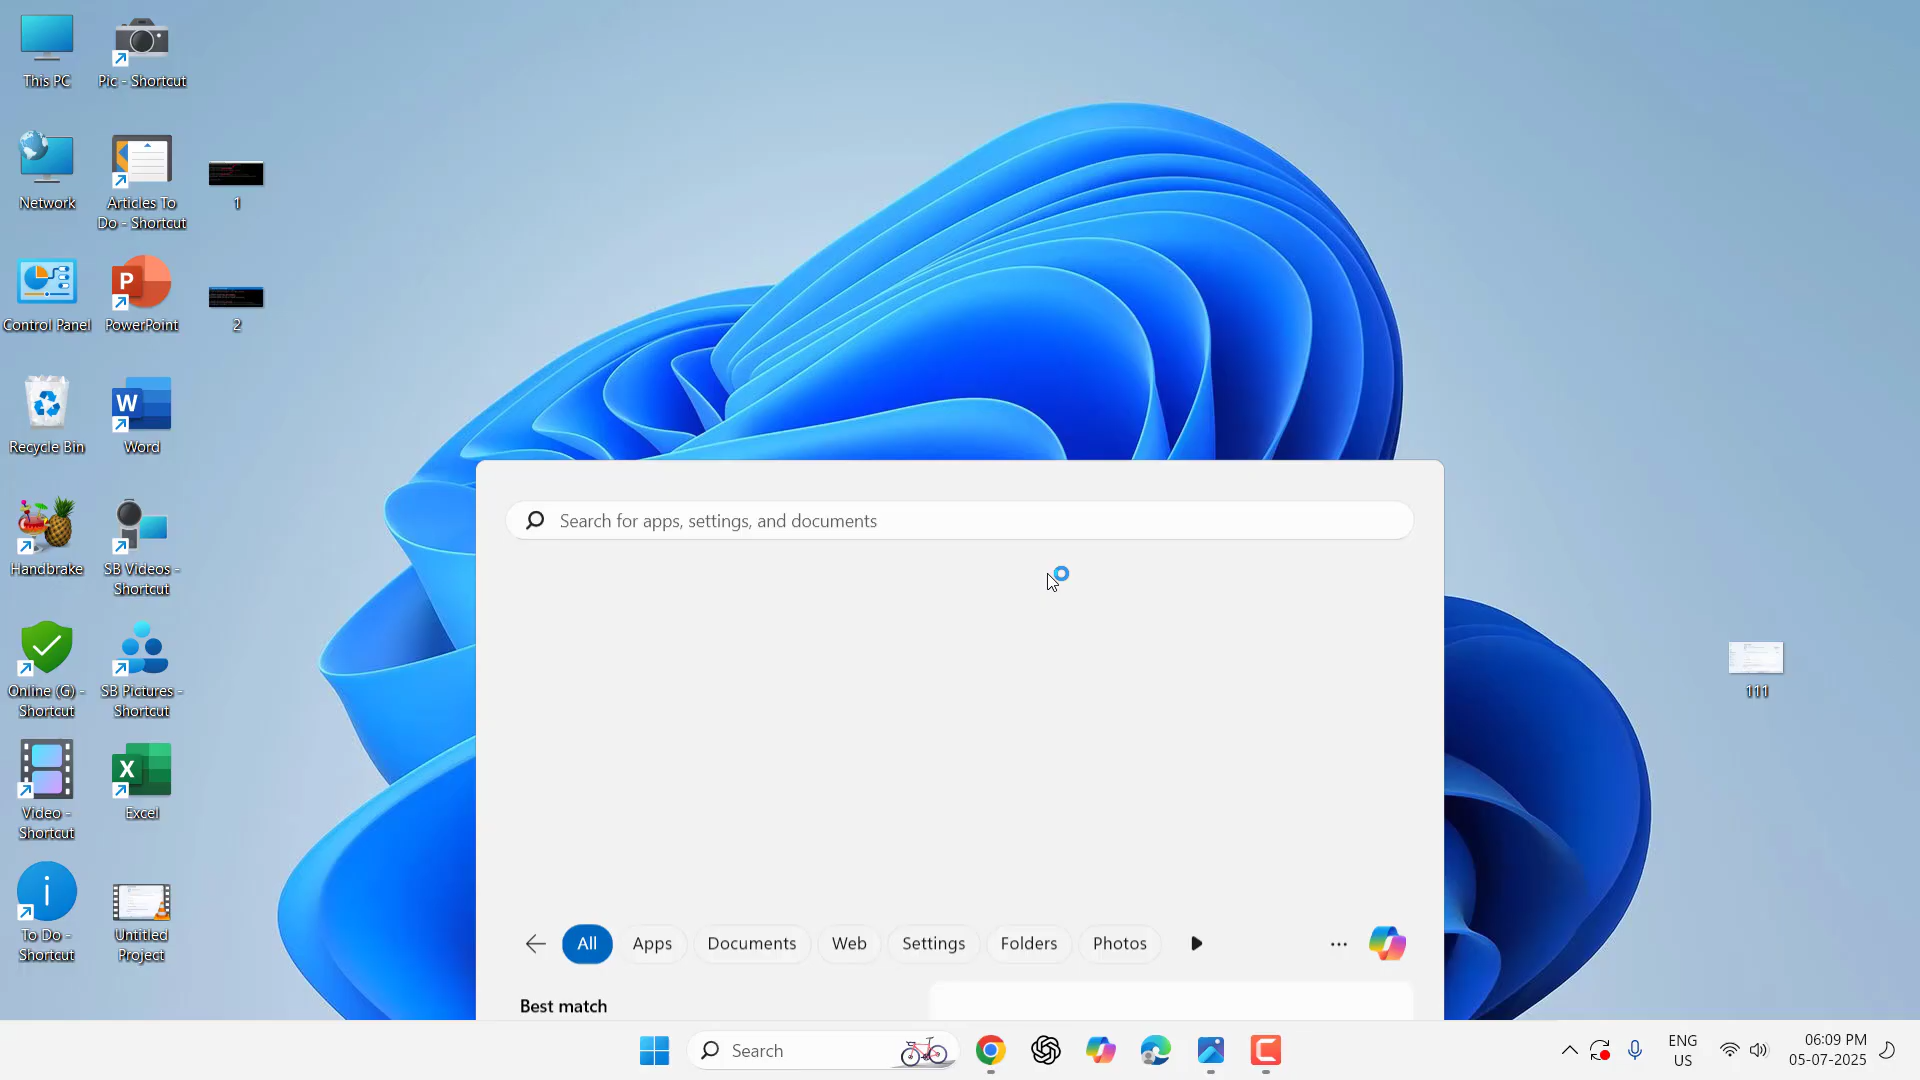 This PC
Pic - Shortcut
Network
Articles To
Do - Shortcut
1
Control Panel
PowerPoint
2
Recycle Bin
Word
Handbrake
SB Videos -
Shortcut
Online (G) -
Shortcut
SB Pictures -
Shortcut
Video -
Shortcut
Excel
To Do -
Shortcut
Untitled
Project
111
Search for apps, settings, and documents
All
Apps
Documents
Web
Settings
Folders
Photos
Best match
Search
ENG
US
06:09 PM
05-07-2025